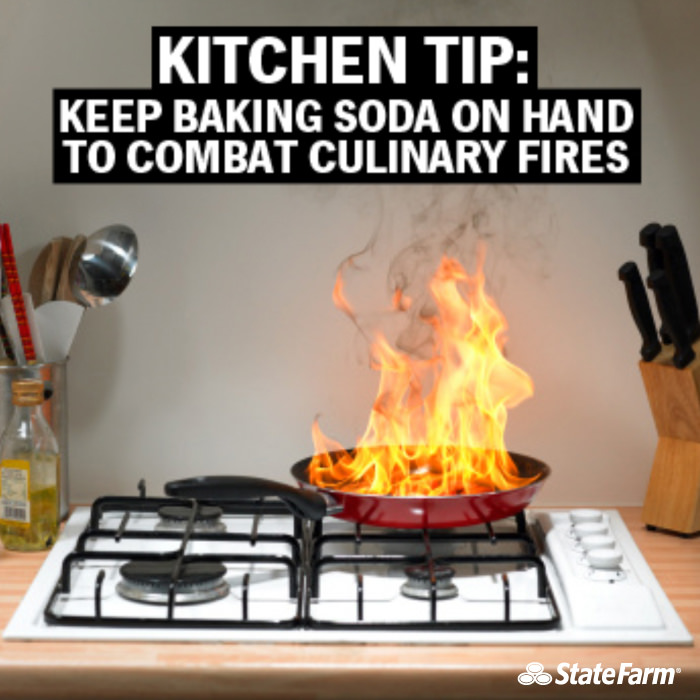 KITCHEN TIP:
KEEP BAKING SODA ON HAND
TO COMBAT CULINARY FIRES
StateFarm®